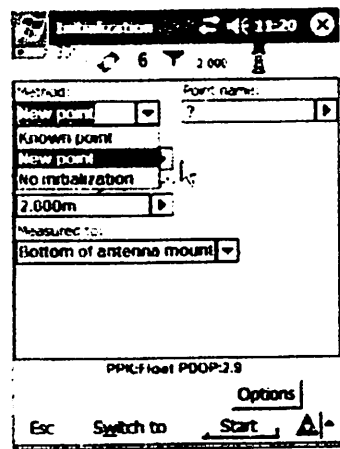 Initialization 11:20
6 2.000
Method: Point name:
New point ?
Known point
New point
No initialization
2.000m
Measured to:
Bottom of antenna mount
PPK:Float PDOP:2.9
Options
Esc Switch to Start